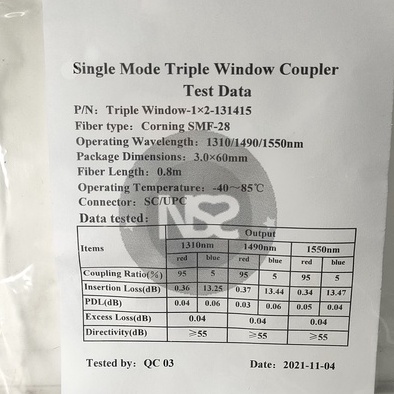 Single Mode Triple Window Coupler
Test Data
P/N: Triple Window-1×2-131415
Fiber type: Corning SMF-28
Operating Wavelength: 1310/1490/1550nm
Package Dimensions: 3.0×60mm
Fiber Length: 0.8m
Operating Temperature: -40～85℃
Connector: SC/UPC
Data tested:
Items Output
1310nm 1490nm 1550nm
red blue red blue red blue
Coupling Ratio(%) 95 5 95 5 95 5
Insertion Loss(dB) 0.36 13.25 0.37 13.44 0.34 13.47
PDL(dB) 0.04 0.06 0.03 0.06 0.05 0.04
Excess Loss(dB) 0.04 0.04 0.04
Directivity(dB) ≥55 ≥55 ≥55
Tested by: QC 03 Date: 2021-11-04
NSS